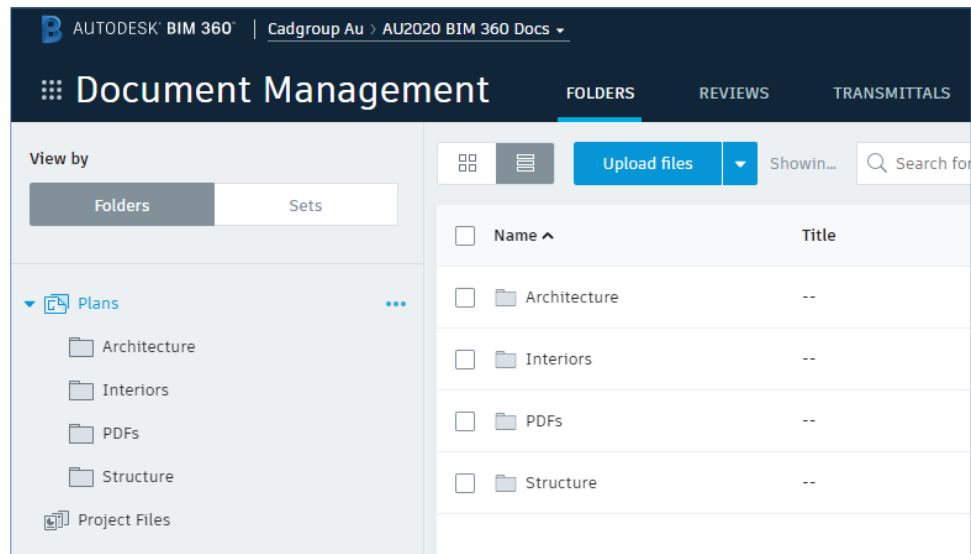 AUTODESK® BIM 360™ | Cadgroup Au > AU2020 BIM 360 Docs
Document Management
FOLDERS REVIEWS TRANSMITTALS
View by
Folders Sets
Plans
Architecture
Interiors
PDFs
Structure
Project Files
Upload files Showin... Search for
Name Title
Architecture --
Interiors --
PDFs --
Structure --